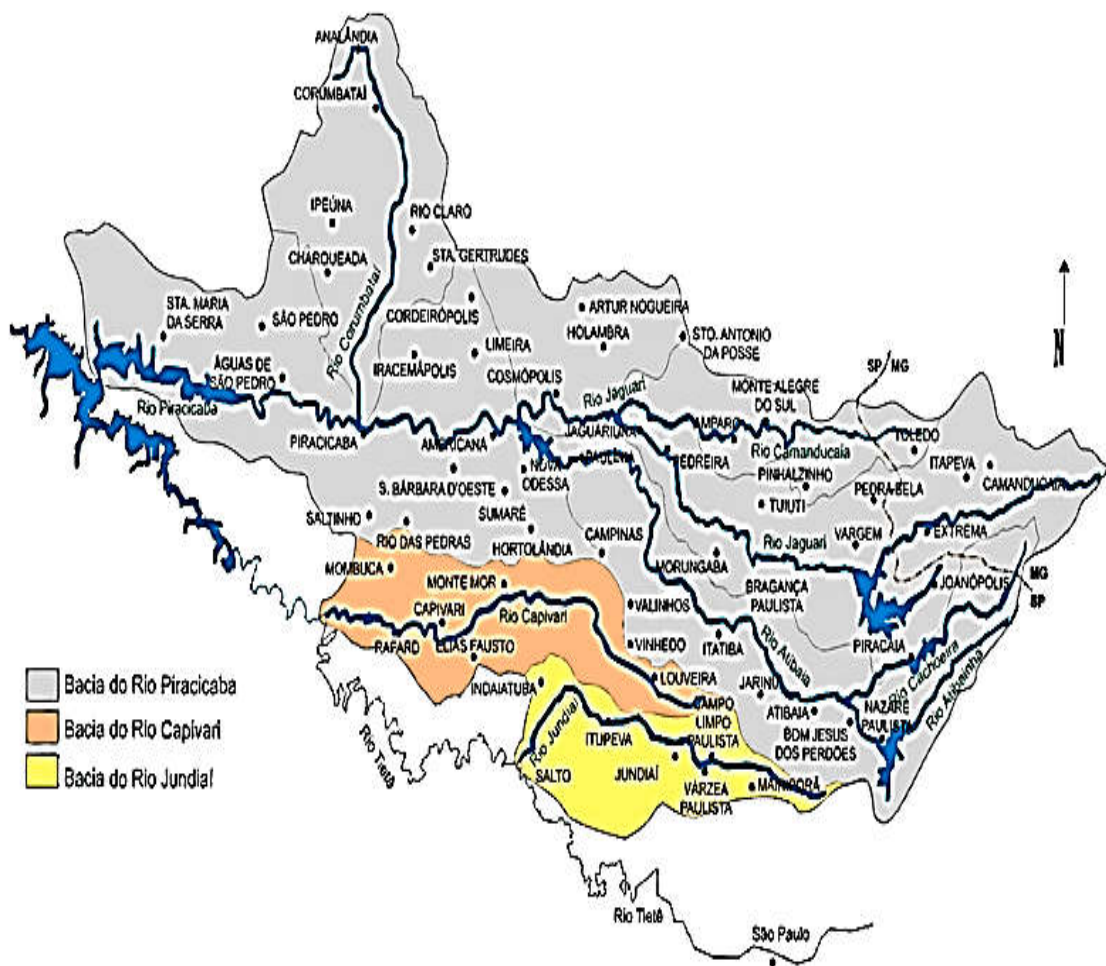 ANALÂNDIA
CORUMBATAÍ
IPEÚNA
RIO CLARO
CHARQUEADA
STA. GERTRUDES
Rio Corumbataí
STA. MARIA
DA SERRA
SÃO PEDRO
CORDEIRÓPOLIS
ARTUR NOGUEIRA
HOLAMBRA
STO. ANTONIO
DA POSSE
N
ÁGUAS DE
SÃO PEDRO
IRACEMÁPOLIS
LIMEIRA
COSMÓPOLIS
Rio Jaguari
MONTE ALEGRE
DO SUL
SP MG
Rio Piracicaba
PIRACICABA
AMERICANA
JAGUARIUNA
PAULÍNIA
AMPARO
Rio Camanducaia
TOLEDO
NOVA
ODESSA
PEDREIRA
PINHALZINHO
PEDRA BELA
ITAPEVA
CAMANDUCAIA
S. BÁRBARA D'OESTE
TUIUTI
SALTINHO
RIO DAS PEDRAS
SUMARÉ
HORTOLÂNDIA
CAMPINAS
Rio Jaguari
VARGEM
EXTREMA
MOMBUCA
MONTE MOR
MORUNGABA
BRAGANÇA
PAULISTA
JOANÓPOLIS
MG
SP
CAPIVARI
Rio Capivari
VALINHOS
RAFARD
ELIAS FAUSTO
VINHEDO
ITATIBA
Rio Atibaia
PIRACAIA
Rio Cachoeira
Rio Atibainha
INDAIATUBA
LOUVEIRA
JARINU
CAMPO
LIMPO
PAULISTA
ATIBAIA
NAZARÉ
PAULISTA
BOM JESUS
DOS PERDÕES
Rio Jundiaí
ITUPEVA
SALTO
JUNDIAÍ
VÁRZEA
PAULISTA
MAIRIPORÃ
Rio Tietê
Bacia do Rio Piracicaba
Bacia do Rio Capivari
Bacia do Rio Jundiaí
Rio Tietê
São Paulo